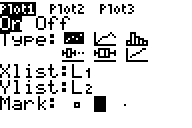 Plot1 Plot2 Plot3
On Off
Type:
Xlist:L₁
Ylist:L₂
Mark: